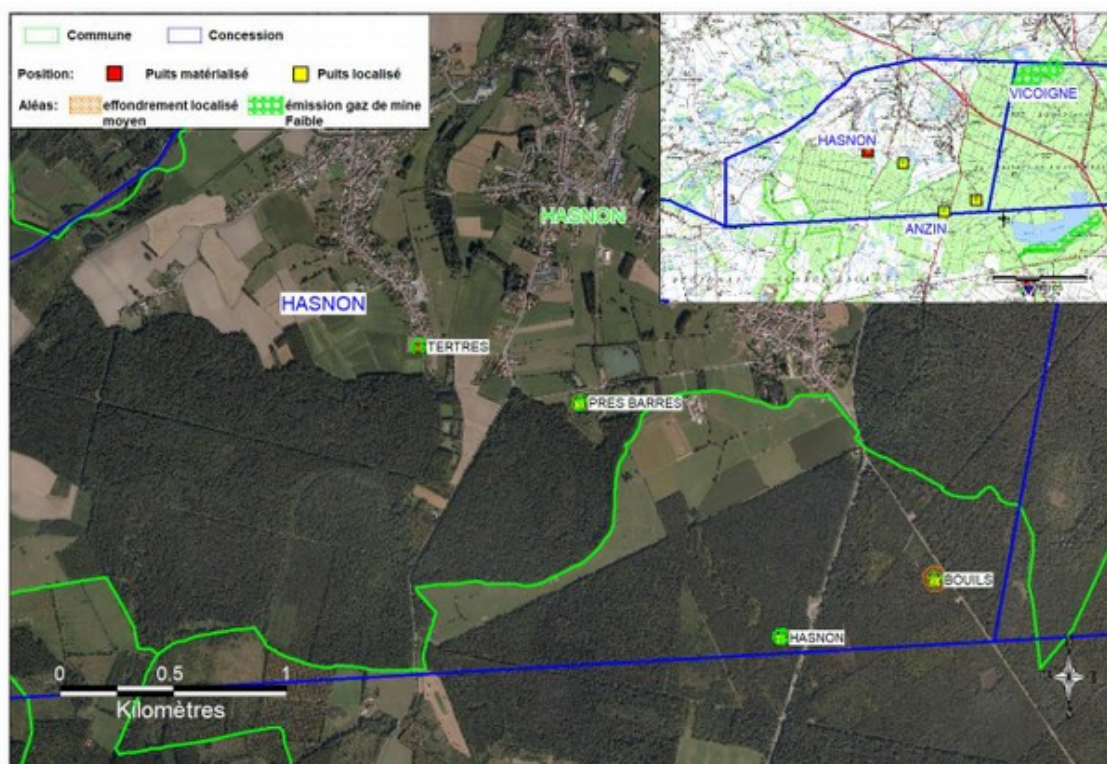 Commune
Concession
Position:
Puits matérialisé
Puits localisé
Aléas:
effondrement localisé
moyen
émission gaz de mine
Faible
VICOIGNE
HASNON
ANZIN
HASNON
HASNON
TERTRES
PRES BARRES
BOUILS
HASNON
0 0.5 1
Kilomètres